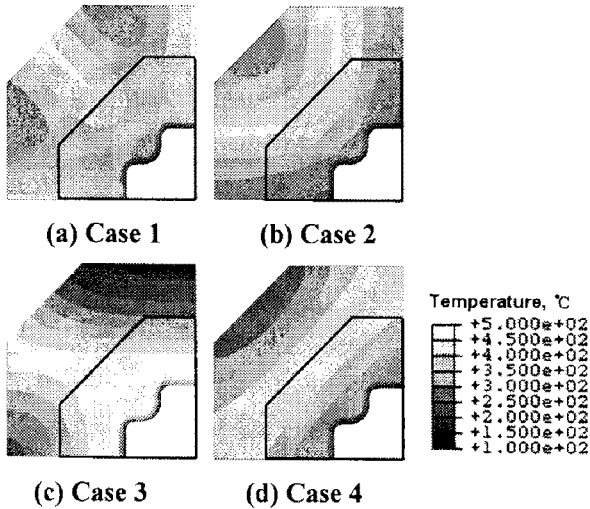 (a) Case 1
(b) Case 2
(c) Case 3
(d) Case 4
Temperature, ℃
+5.000e+02
+4.500e+02
+4.000e+02
+3.500e+02
+3.000e+02
+2.500e+02
+2.000e+02
+1.500e+02
+1.000e+02